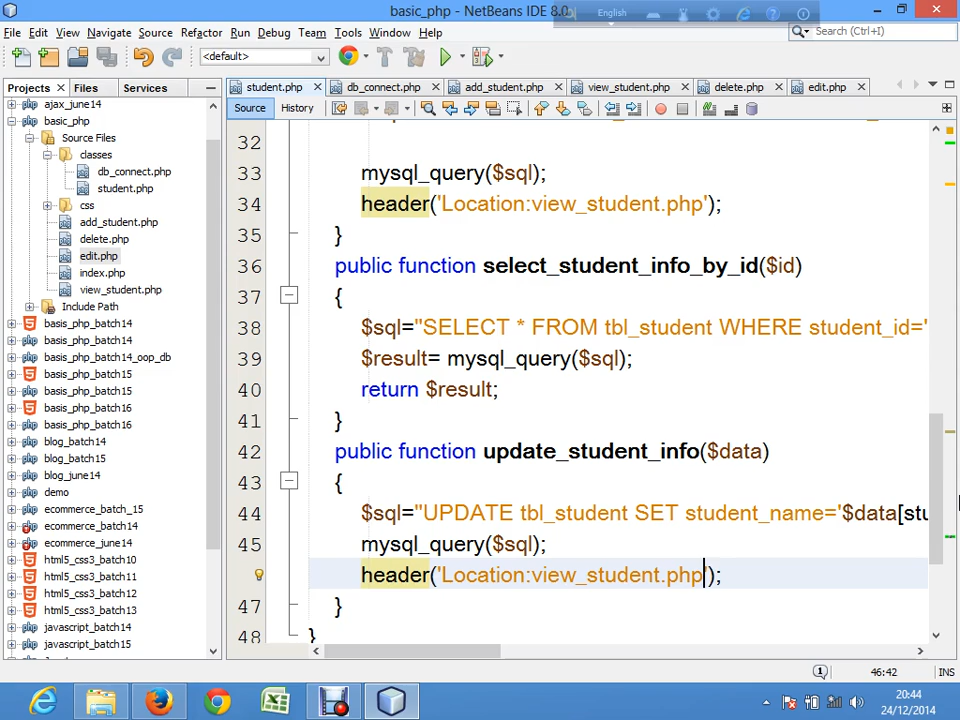 basic_php - NetBeans IDE 8.0
English
File Edit View Navigate Source Refactor Run Debug Team Tools Window Help
Search (Ctrl+I)
<default>
Projects Files Services
student.php db_connect.php add_student.php view_student.php delete.php edit.php
Source History
ajax_june14
basic_php
Source Files
classes
db_connect.php
student.php
css
add_student.php
delete.php
edit.php
index.php
view_student.php
Include Path
basic_php_batch14
basis_php_batch14
basis_php_batch14_oop_db
basis_php_batch15
basis_php_batch15
basis_php_batch16
basis_php_batch16
blog_batch14
blog_batch15
blog_june14
demo
ecommerce_batch_15
ecommerce_batch14
ecommerce_june14
html5_css3_batch10
html5_css3_batch11
html5_css3_batch12
html5_css3_batch13
javascript_batch14
javascript_batch15
32
33 mysql_query($sql);
34 header('Location:view_student.php');
35 }
36 public function select_student_info_by_id($id)
37 {
38 $sql="SELECT * FROM tbl_student WHERE student_id='
39 $result= mysql_query($sql);
40 return $result;
41 }
42 public function update_student_info($data)
43 {
44 $sql="UPDATE tbl_student SET student_name='$data[stu
45 mysql_query($sql);
header('Location:view_student.php');
47 }
48 }
46:42 INS
20:44
24/12/2014